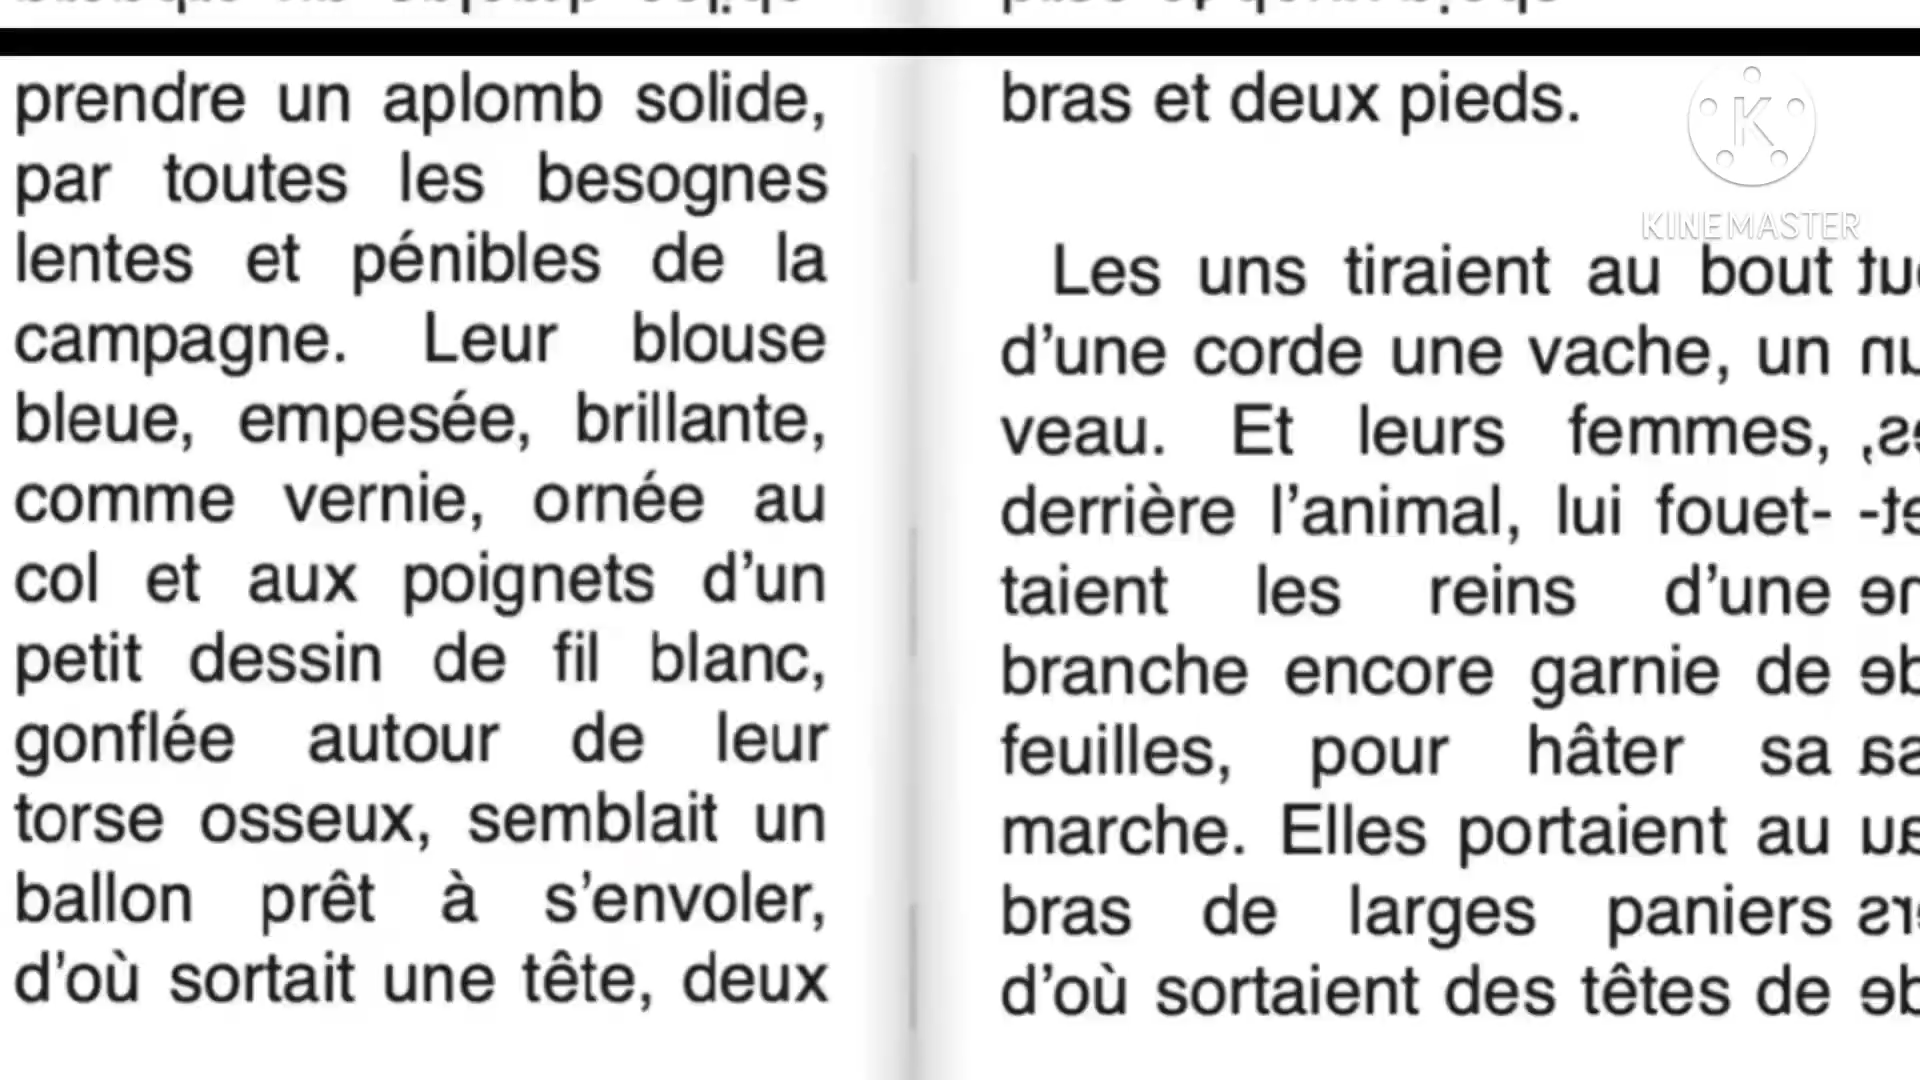 prendre un aplomb solide,
par toutes les besognes
lentes et pénibles de la
campagne. Leur blouse
bleue, empesée, brillante,
comme vernie, ornée au
col et aux poignets d'un
petit dessin de fil blanc,
gonflée autour de leur
torse osseux, semblait un
ballon prêt à s'envoler,
d'où sortait une tête, deux
bras et deux pieds.
Les uns tiraient au bout
d'une corde une vache, un
veau. Et leurs femmes,
derrière l'animal, lui fouet-
taient les reins d'une
branche encore garnie de
feuilles, pour hâter sa
marche. Elles portaient au
bras de larges paniers
d'où sortaient des têtes de
K
KINEMASTER